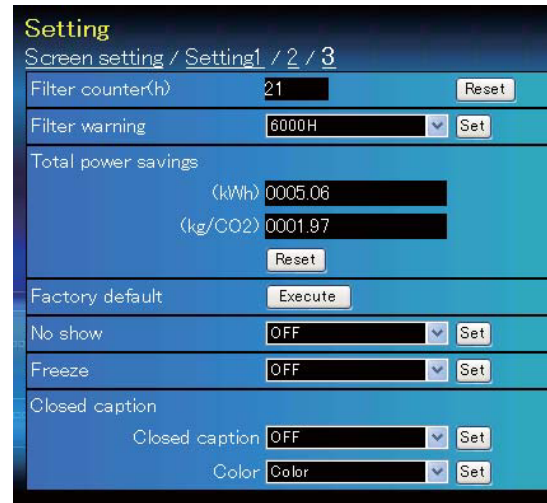 Setting
Screen setting / Setting1 / 2 / 3
Filter counter(h) 21 Reset
Filter warning 6000H Set
Total power savings
(kWh) 0005.06
(kg/CO2) 0001.97
Reset
Factory default Execute
No show OFF Set
Freeze OFF Set
Closed caption
Closed caption OFF Set
Color Color Set